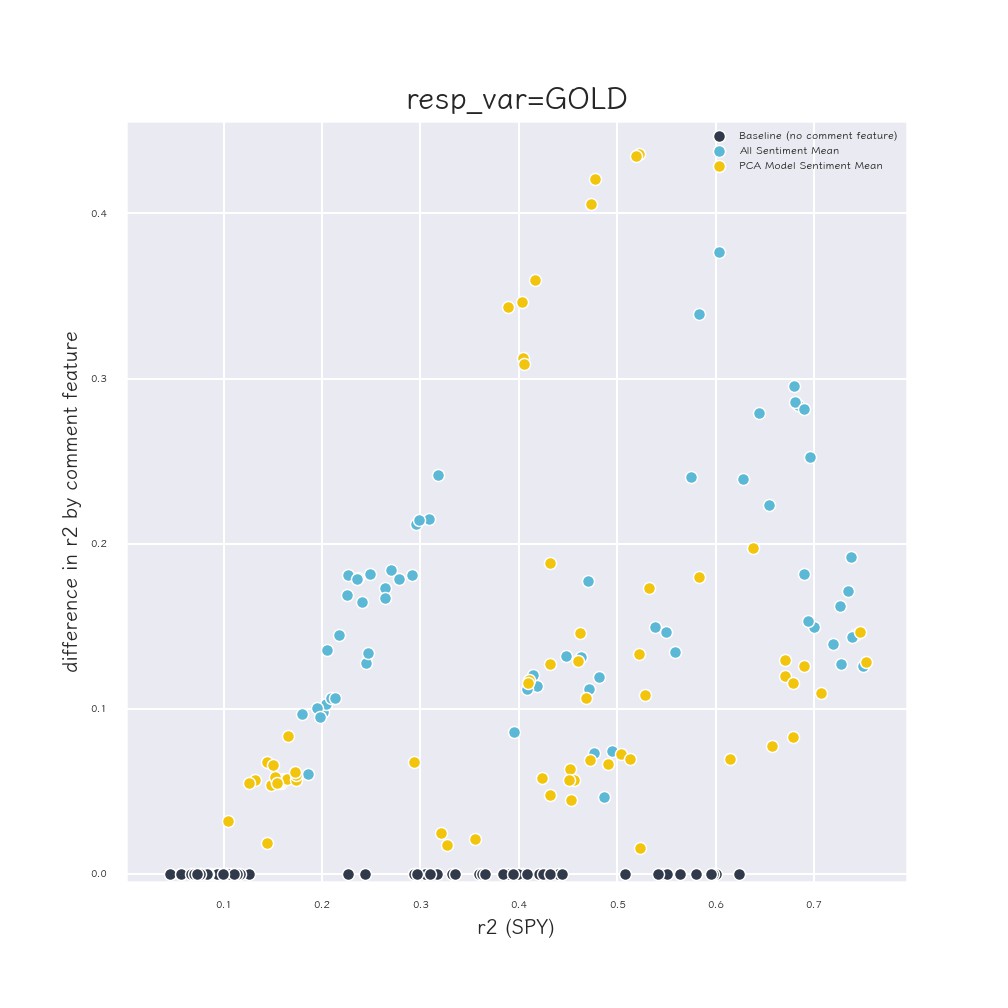 resp_var=GOLD
Baseline (no comment feature)
All Sentiment Mean
PCA Model Sentiment Mean
difference in r2 by comment feature
0.4
0.3
0.2
0.1
0.0
0.1 0.2 0.3 0.4 0.5 0.6 0.7
r2 (SPY)